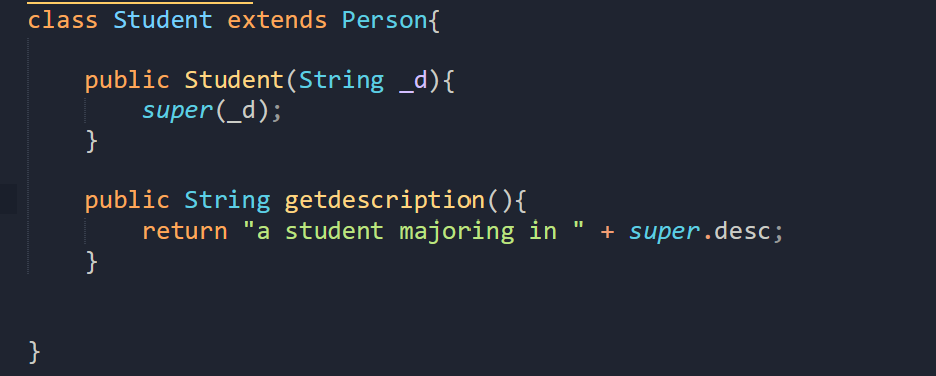 class Student extends Person{
public Student(String _d){
super(_d);
}
public String getdescription(){
return "a student majoring in " + super.desc;
}
}